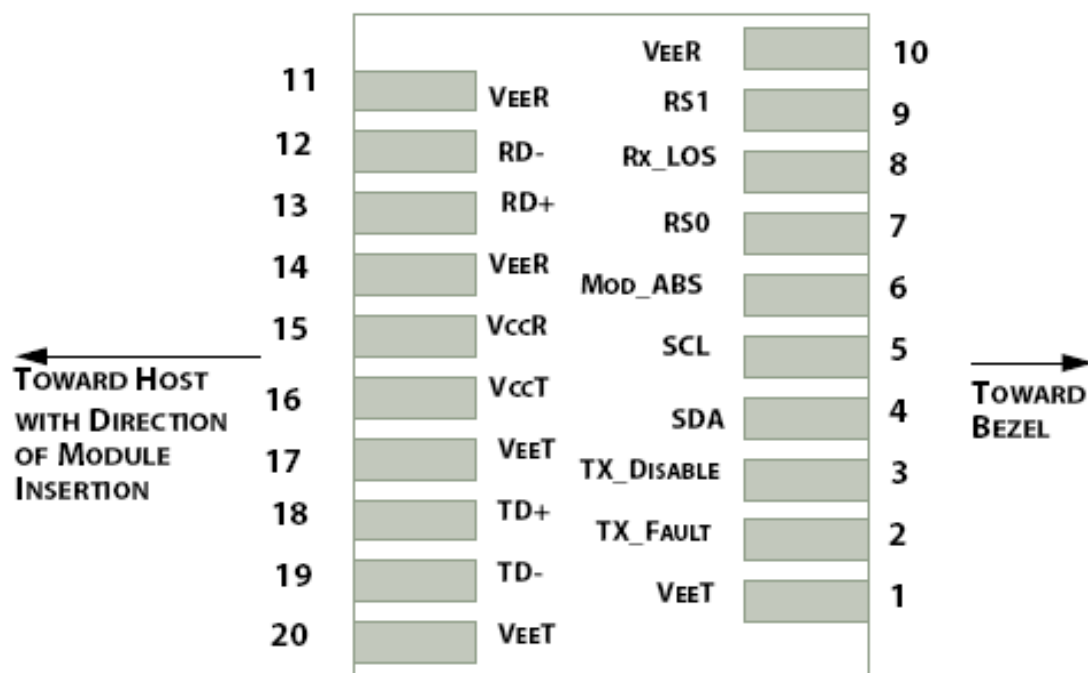 11 VEER
12 RD-
13 RD+
14 VEER
15 VccR
16 VccT
17 VEET
18 TD+
19 TD-
20 VEET
TOWARD HOST
WITH DIRECTION
OF MODULE
INSERTION
VEER 10
RS1 9
RX_LOS 8
RS0 7
MOD_ABS 6
SCL 5
SDA 4
TX_DISABLE 3
TX_FAULT 2
VEET 1
TOWARD
BEZEL